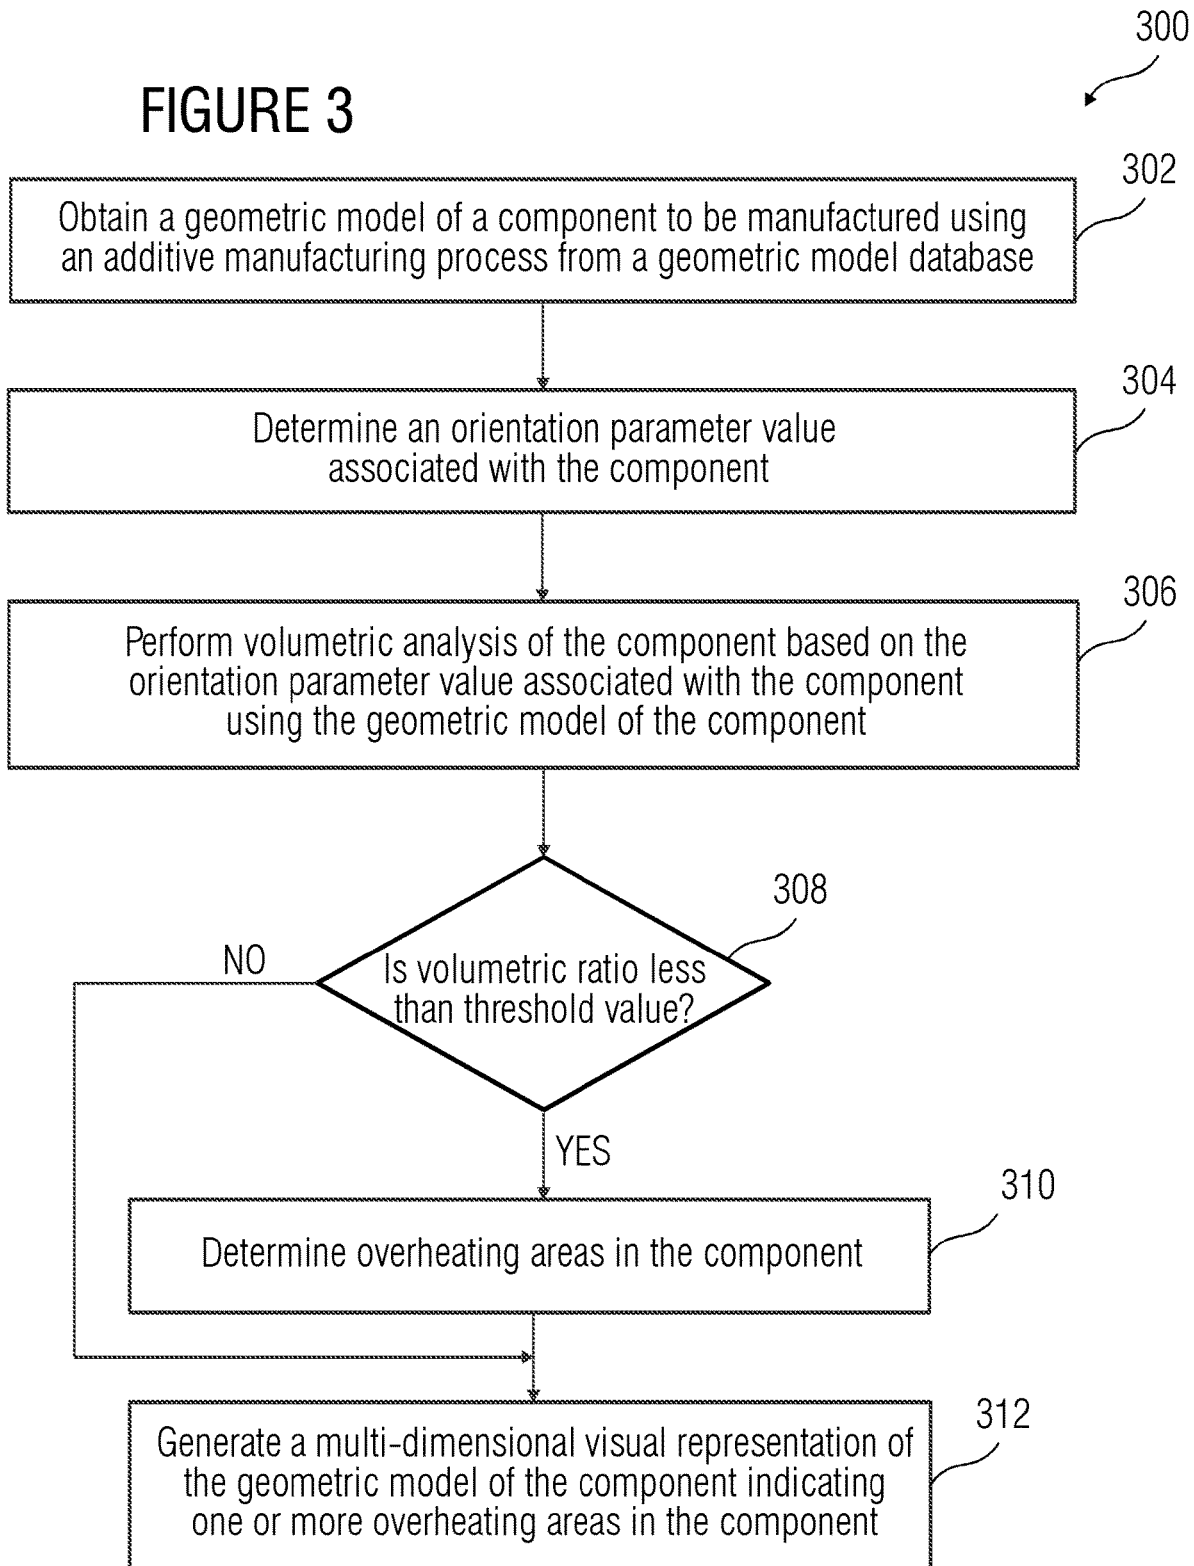 300
FIGURE 3
302
Obtain a geometric model of a component to be manufactured using
an additive manufacturing process from a geometric model database
304
Determine an orientation parameter value
associated with the component
306
Perform volumetric analysis of the component based on the
orientation parameter value associated with the component
using the geometric model of the component
308
NO
Is volumetric ratio less
than threshold value?
YES
310
Determine overheating areas in the component
312
Generate a multi-dimensional visual representation of
the geometric model of the component indicating
one or more overheating areas in the component